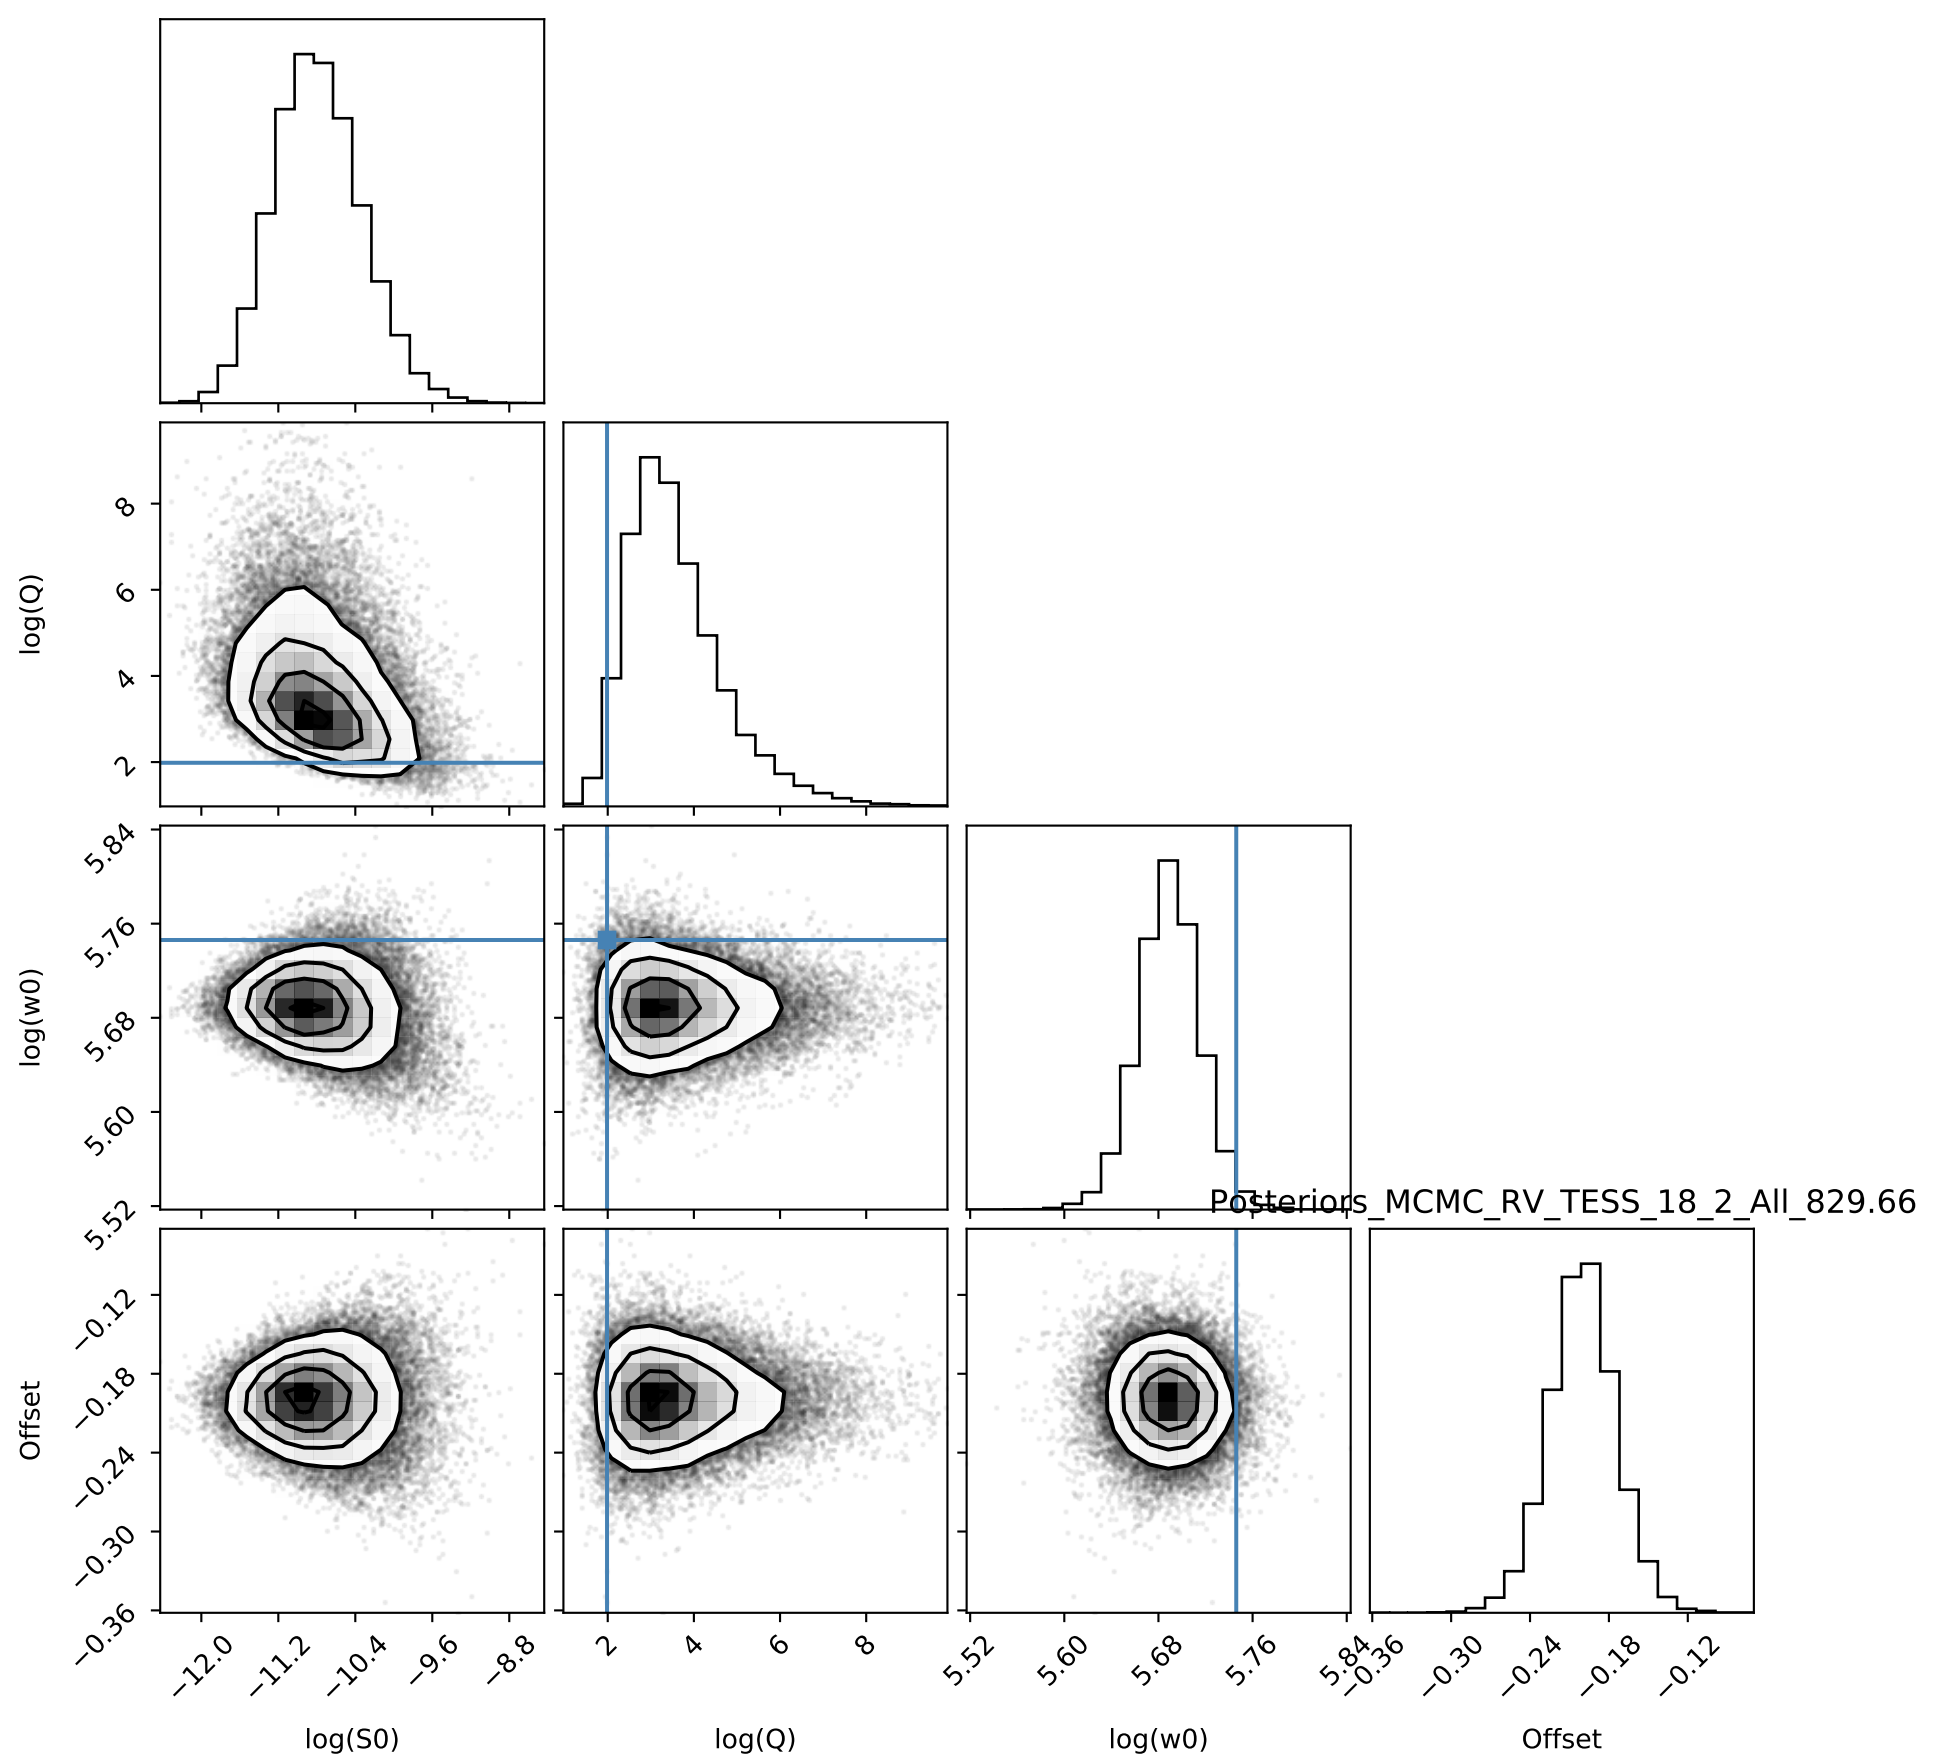 log(Q)
8
6
4
2
log(w0)
5.84
5.76
5.68
5.60
5.52
Posteriors_MCMC_RV_TESS_18_2_All_829.66
Offset
−0.12
−0.18
−0.24
−0.30
−0.36
−12.0 −11.2 −10.4 −9.6 −8.8
2 4 6 8
5.52 5.60 5.68 5.76 5.84
−0.36 −0.30 −0.24 −0.18 −0.12
log(S0) log(Q) log(w0) Offset